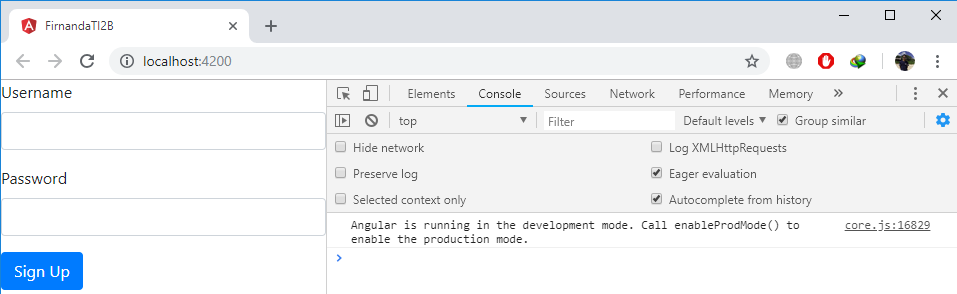 FirnandaTI2B
localhost:4200
Username
Password
Sign Up
Elements Console Sources Network Performance Memory
top Filter Default levels Group similar
Hide network Log XMLHttpRequests
Preserve log Eager evaluation
Selected context only Autocomplete from history
Angular is running in the development mode. Call enableProdMode() to core.js:16829
enable the production mode.